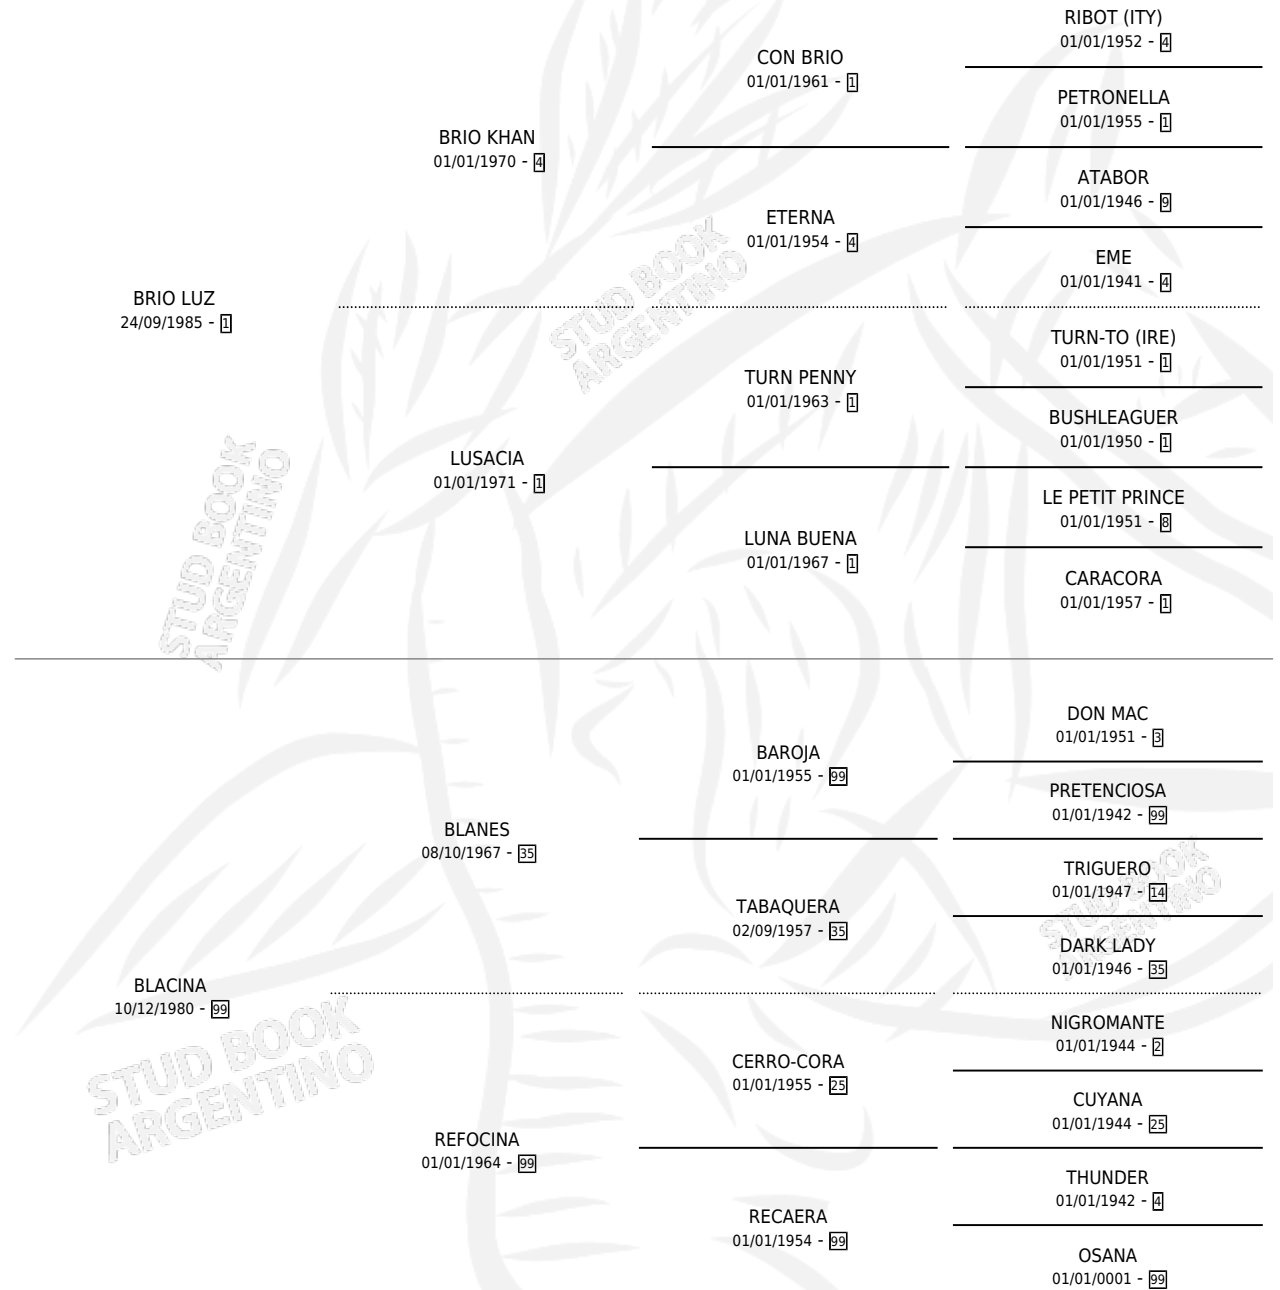 RIBOT (ITY)
01/01/1952 - 4
CON BRIO
01/01/1961 - 1
PETRONELLA
01/01/1955 - 1
BRIO KHAN
01/01/1970 - 4
ATABOR
01/01/1946 - 9
ETERNA
01/01/1954 - 4
EME
01/01/1941 - 4
BRIO LUZ
24/09/1985 - 1
TURN-TO (IRE)
01/01/1951 - 1
TURN PENNY
01/01/1963 - 1
BUSHLEAGUER
01/01/1950 - 1
LUSACIA
01/01/1971 - 1
LE PETIT PRINCE
01/01/1951 - 8
LUNA BUENA
01/01/1967 - 1
CARACORA
01/01/1957 - 1
STUD BOOK
ARGENTINO
STUD BOOK
ARGENTINO
DON MAC
01/01/1951 - 3
BAROJA
01/01/1955 - 99
PRETENCIOSA
01/01/1942 - 99
BLANES
08/10/1967 - 35
TRIGUERO
01/01/1947 - 14
TABAQUERA
02/09/1957 - 35
DARK LADY
01/01/1946 - 35
STUD BOOK
ARGENTINO
BLACINA
10/12/1980 - 99
NIGROMANTE
01/01/1944 - 2
CERRO-CORA
01/01/1955 - 25
CUYANA
01/01/1944 - 25
STUD BOOK
ARGENTINO
REFOCINA
01/01/1964 - 99
THUNDER
01/01/1942 - 4
RECAERA
01/01/1954 - 99
OSANA
01/01/0001 - 99